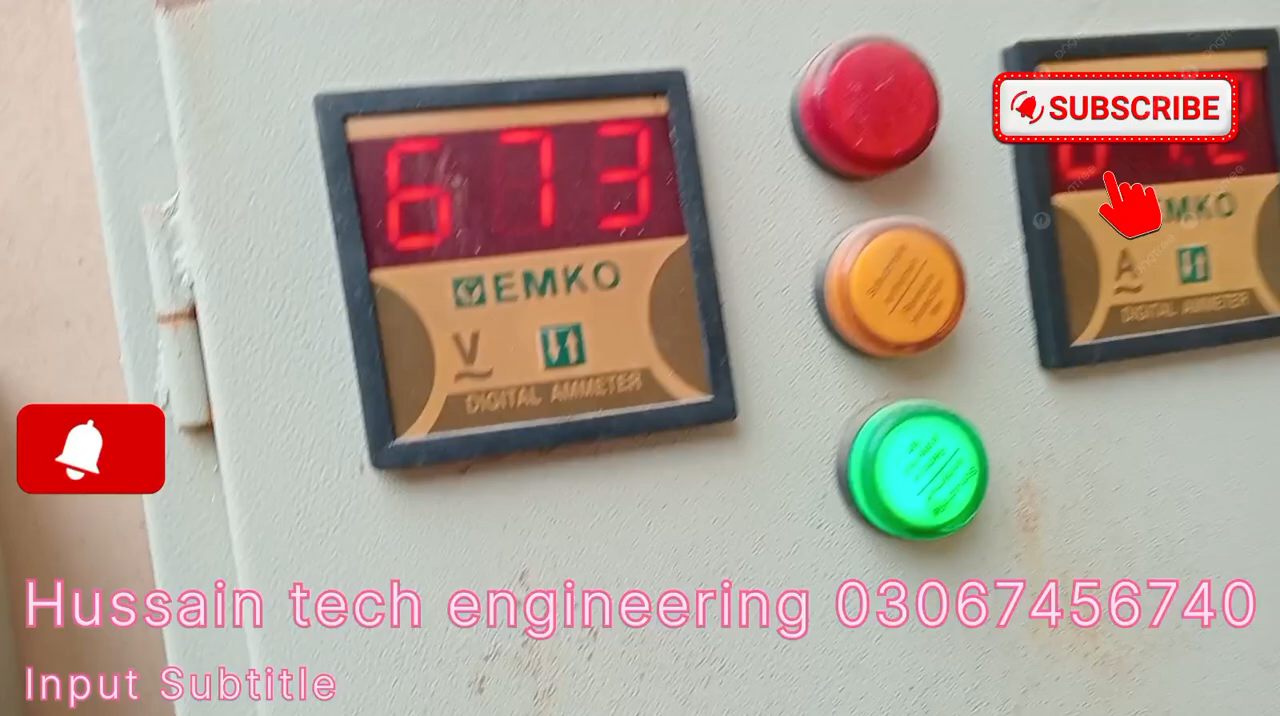 673
EMKO
V
DIGITAL AMMETER
SUBSCRIBE
EMKO
A
DIGITAL AMMETER
Hussain tech engineering 03067456740
Input Subtitle